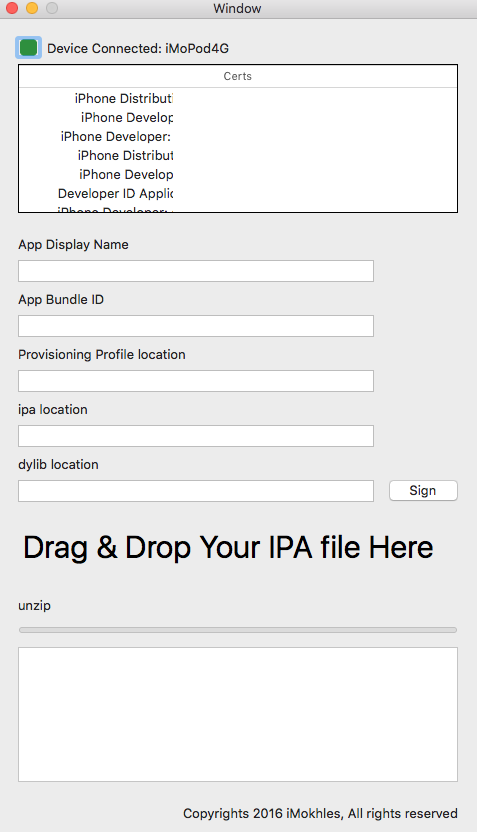 Window
Device Connected: iMoPod4G
Certs
iPhone Distributi
iPhone Develop
iPhone Developer:
iPhone Distribut
iPhone Develop
Developer ID Applic
iPhone Developer:
App Display Name
App Bundle ID
Provisioning Profile location
ipa location
dylib location
Sign
Drag & Drop Your IPA file Here
unzip
Copyrights 2016 iMokhles, All rights reserved